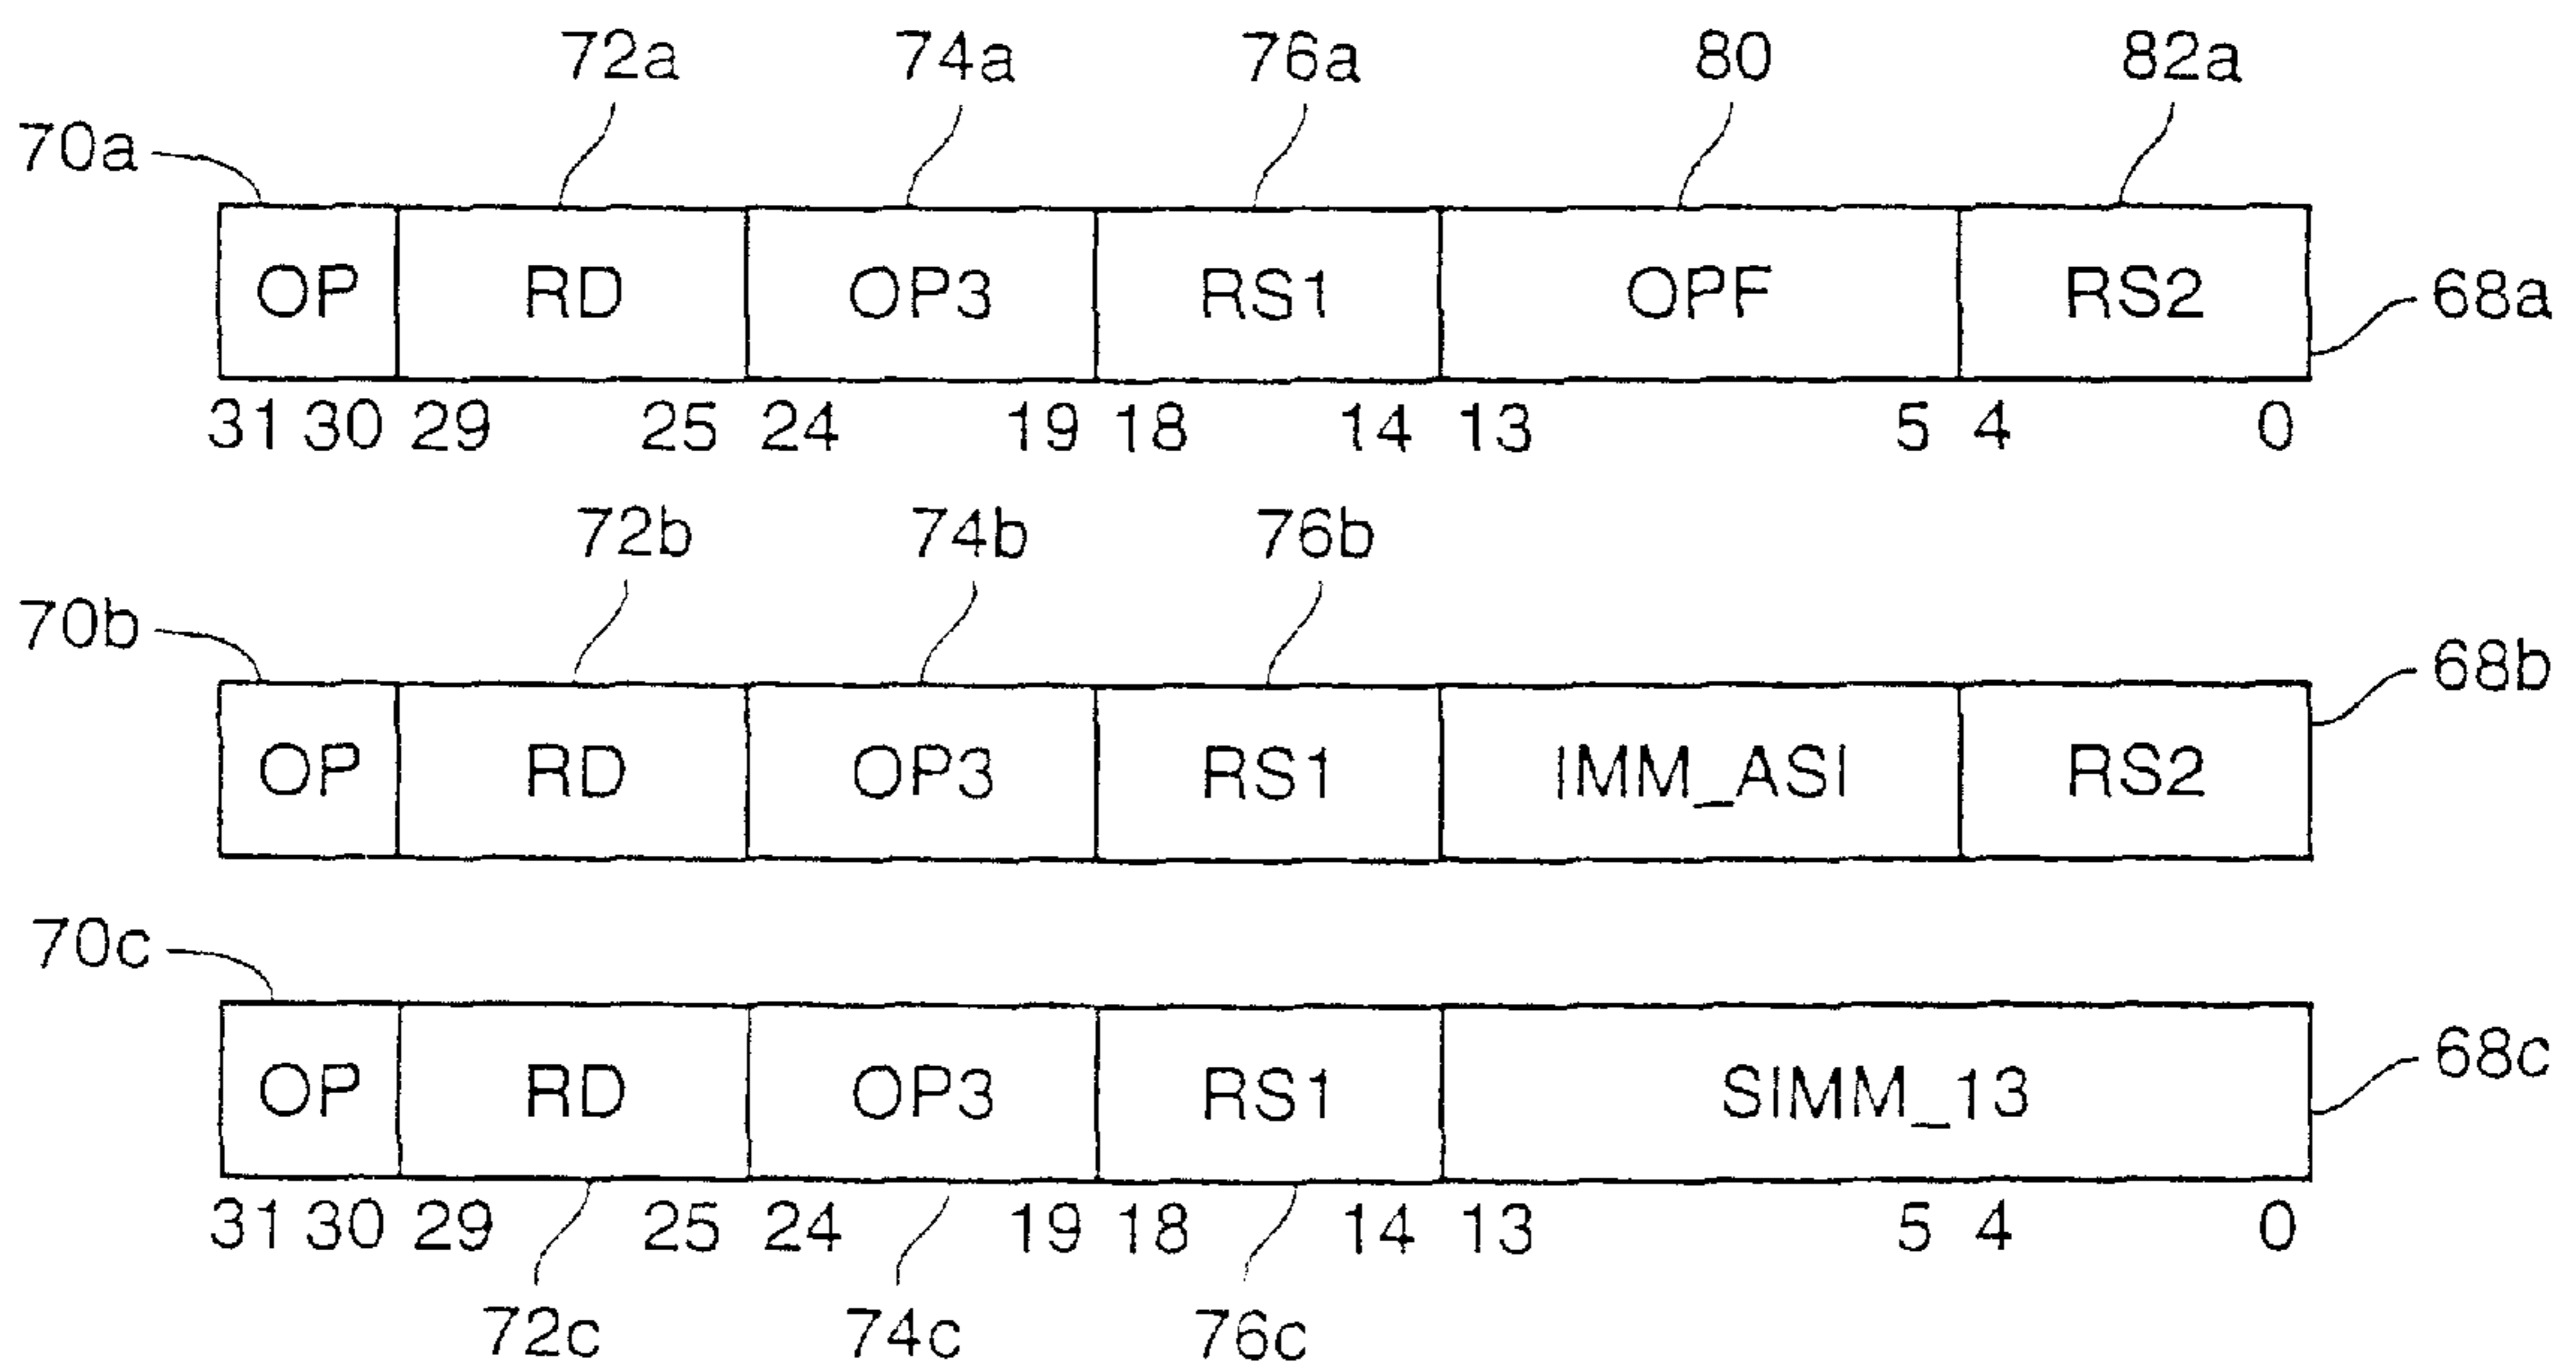 72a 74a 76a 80 82a
70a
OP RD OP3 RS1 OPF RS2
68a
31 30 29 25 24 19 18 14 13 5 4 0
72b 74b 76b
70b
68b
OP RD OP3 RS1 IMM_ASI RS2
70c
68c
OP RD OP3 RS1 SIMM_13
31 30 29 25 24 19 18 14 13 5 4 0
72c 74c 76c